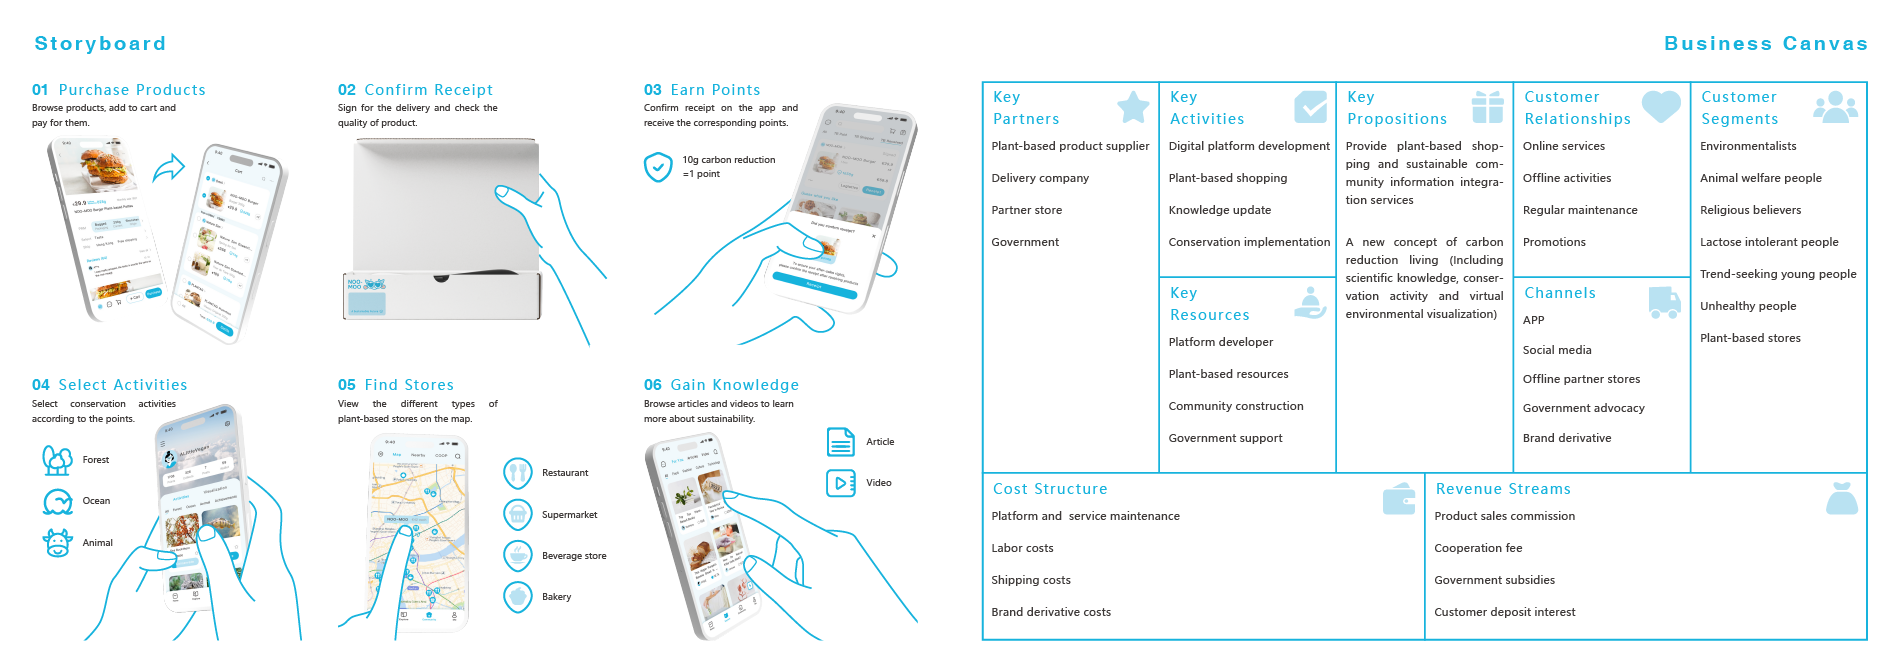 Storyboard
Business Canvas
01 Purchase Products
Browse products, add to cart and
pay for them.
02 Confirm Receipt
Sign for the delivery and check the
quality of product.
NOO-
MOO
03 Earn Points
Confirm receipt on the app and
receive the corresponding points.
10g carbon reduction
=1 point
04 Select Activities
Select conservation activities
according to the points.
Forest
Ocean
Animal
05 Find Stores
View the different types of
plant-based stores on the map.
Restaurant
Supermarket
Beverage store
Bakery
06 Gain Knowledge
Browse articles and videos to learn
more about sustainability.
Article
Video
Key
Partners
Plant-based product supplier
Delivery company
Partner store
Government
Key
Activities
Digital platform development
Plant-based shopping
Knowledge update
Conservation implementation
Key
Resources
Platform developer
Plant-based resources
Community construction
Government support
Key
Propositions
Provide plant-based shop-
ping and sustainable com-
munity information integra-
tion services
A new concept of carbon
reduction living (Including
scientific knowledge, conser-
vation activity and virtual
environmental visualization)
Customer
Relationships
Online services
Offline activities
Regular maintenance
Promotions
Channels
APP
Social media
Offline partner stores
Government advocacy
Brand derivative
Customer
Segments
Environmentalists
Animal welfare people
Religious believers
Lactose intolerant people
Trend-seeking young people
Unhealthy people
Plant-based stores
Cost Structure
Platform and  service maintenance
Labor costs
Shipping costs
Brand derivative costs
Revenue Streams
Product sales commission
Cooperation fee
Government subsidies
Customer deposit interest